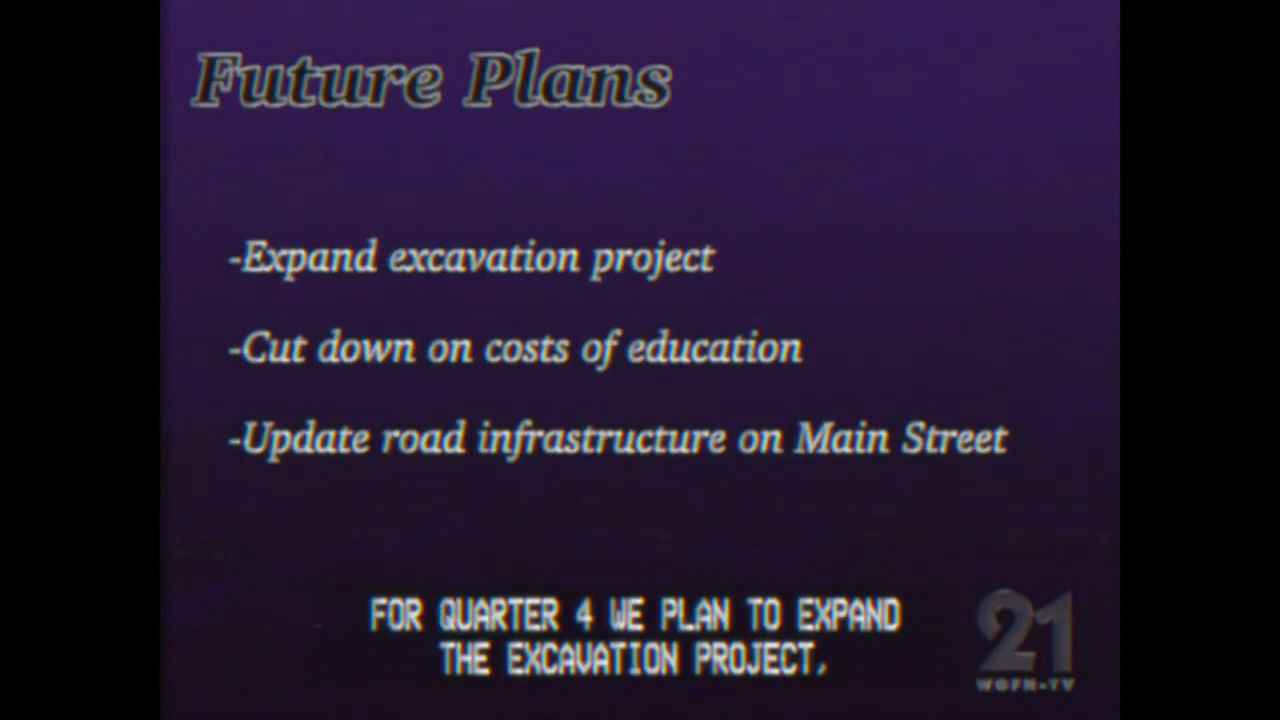 Future Plans
-Expand excavation project
-Cut down on costs of education
-Update road infrastructure on Main Street
FOR QUARTER 4 WE PLAN TO EXPAND
THE EXCAVATION PROJECT,
21
WGFN-TV